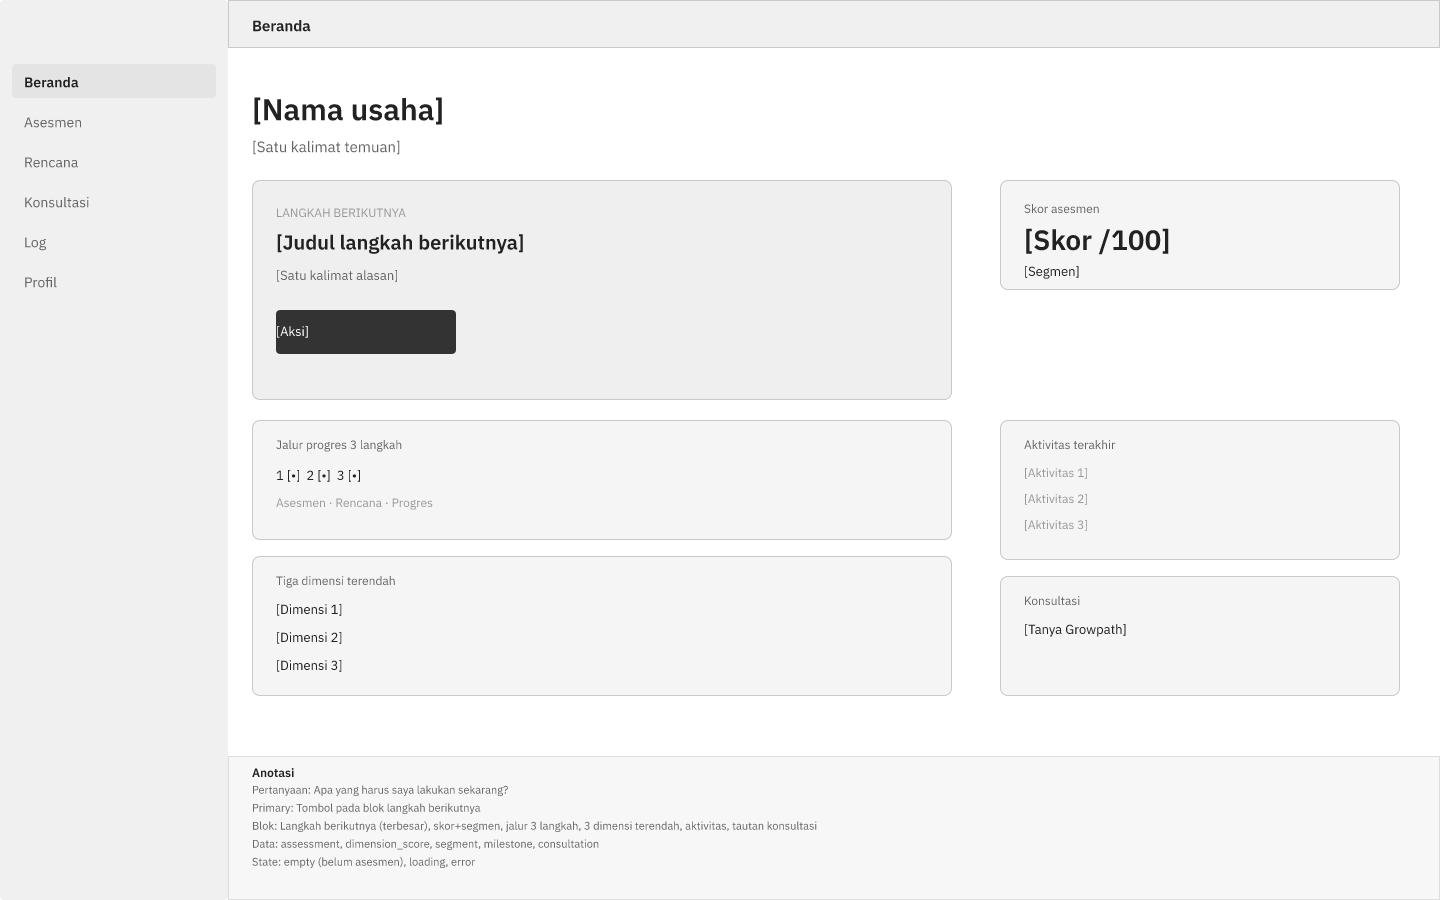 Beranda
Asesmen
Rencana
Konsultasi
Log
Profil
Beranda
[Nama usaha]
[Satu kalimat temuan]
LANGKAH BERIKUTNYA
[Judul langkah berikutnya]
[Satu kalimat alasan]
[Aksi]
Skor asesmen
[Skor /100]
[Segmen]
Jalur progres 3 langkah
1 [•]  2 [•]  3 [•]
Asesmen · Rencana · Progres
Tiga dimensi terendah
[Dimensi 1]
[Dimensi 2]
[Dimensi 3]
Aktivitas terakhir
[Aktivitas 1]
[Aktivitas 2]
[Aktivitas 3]
Konsultasi
[Tanya Growpath]
Anotasi
Pertanyaan: Apa yang harus saya lakukan sekarang?
Primary: Tombol pada blok langkah berikutnya
Blok: Langkah berikutnya (terbesar), skor+segmen, jalur 3 langkah, 3 dimensi terendah, aktivitas, tautan konsultasi
Data: assessment, dimension_score, segment, milestone, consultation
State: empty (belum asesmen), loading, error